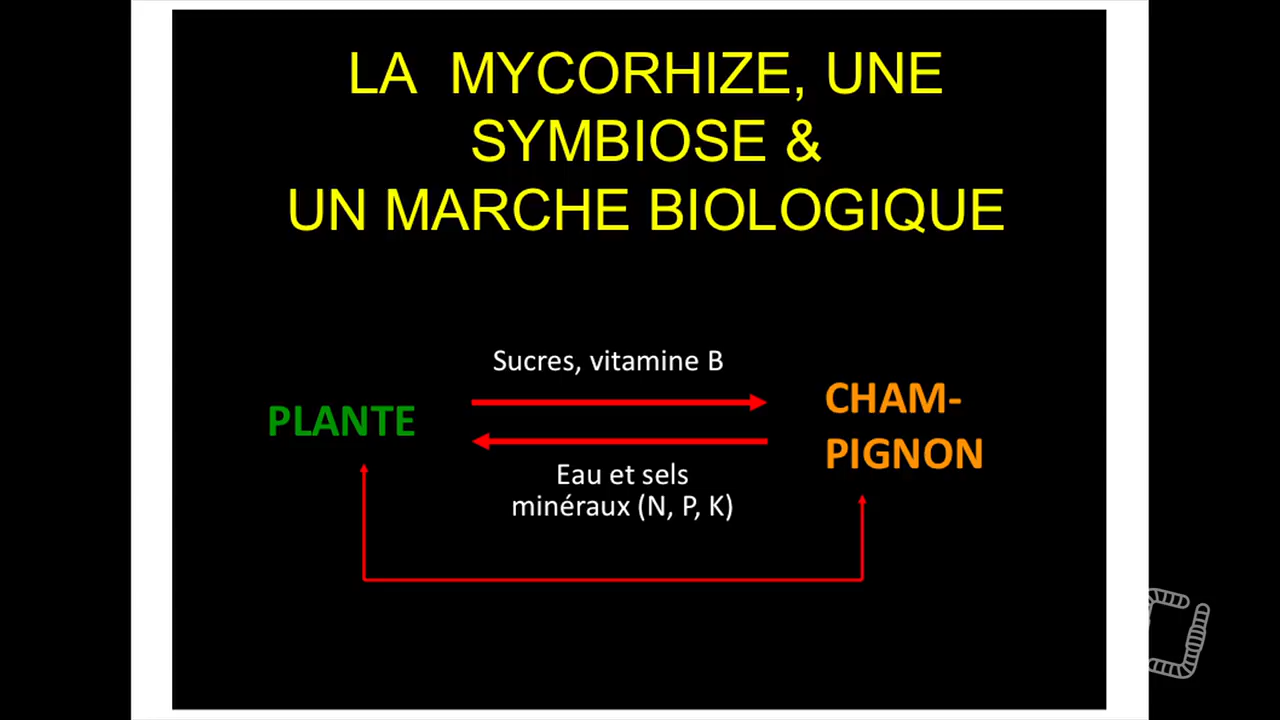 LA MYCORHIZE, UNE
SYMBIOSE &
UN MARCHE BIOLOGIQUE
Sucres, vitamine B
PLANTE
CHAM-
PIGNON
Eau et sels
minéraux (N, P, K)